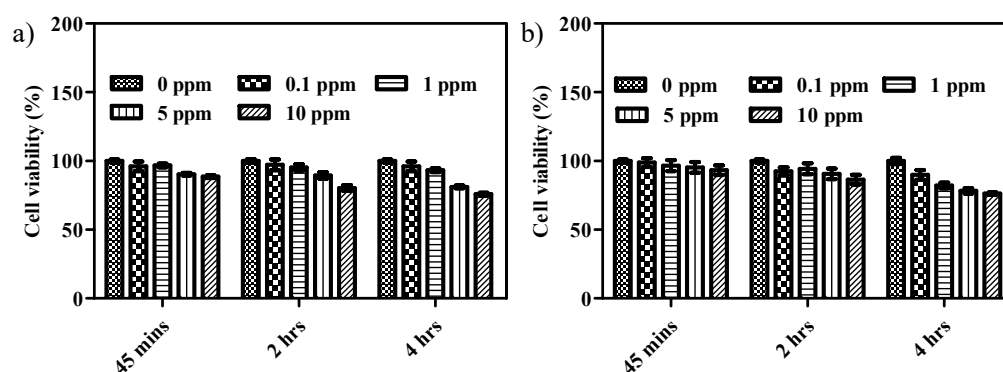 a)
Cell viability (%)
200
150
100
50
0
0 ppm 0.1 ppm 1 ppm
5 ppm 10 ppm
45 mins 2 hrs 4 hrs
b)
Cell viability (%)
200
150
100
50
0
0 ppm 0.1 ppm 1 ppm
5 ppm 10 ppm
45 mins 2 hrs 4 hrs